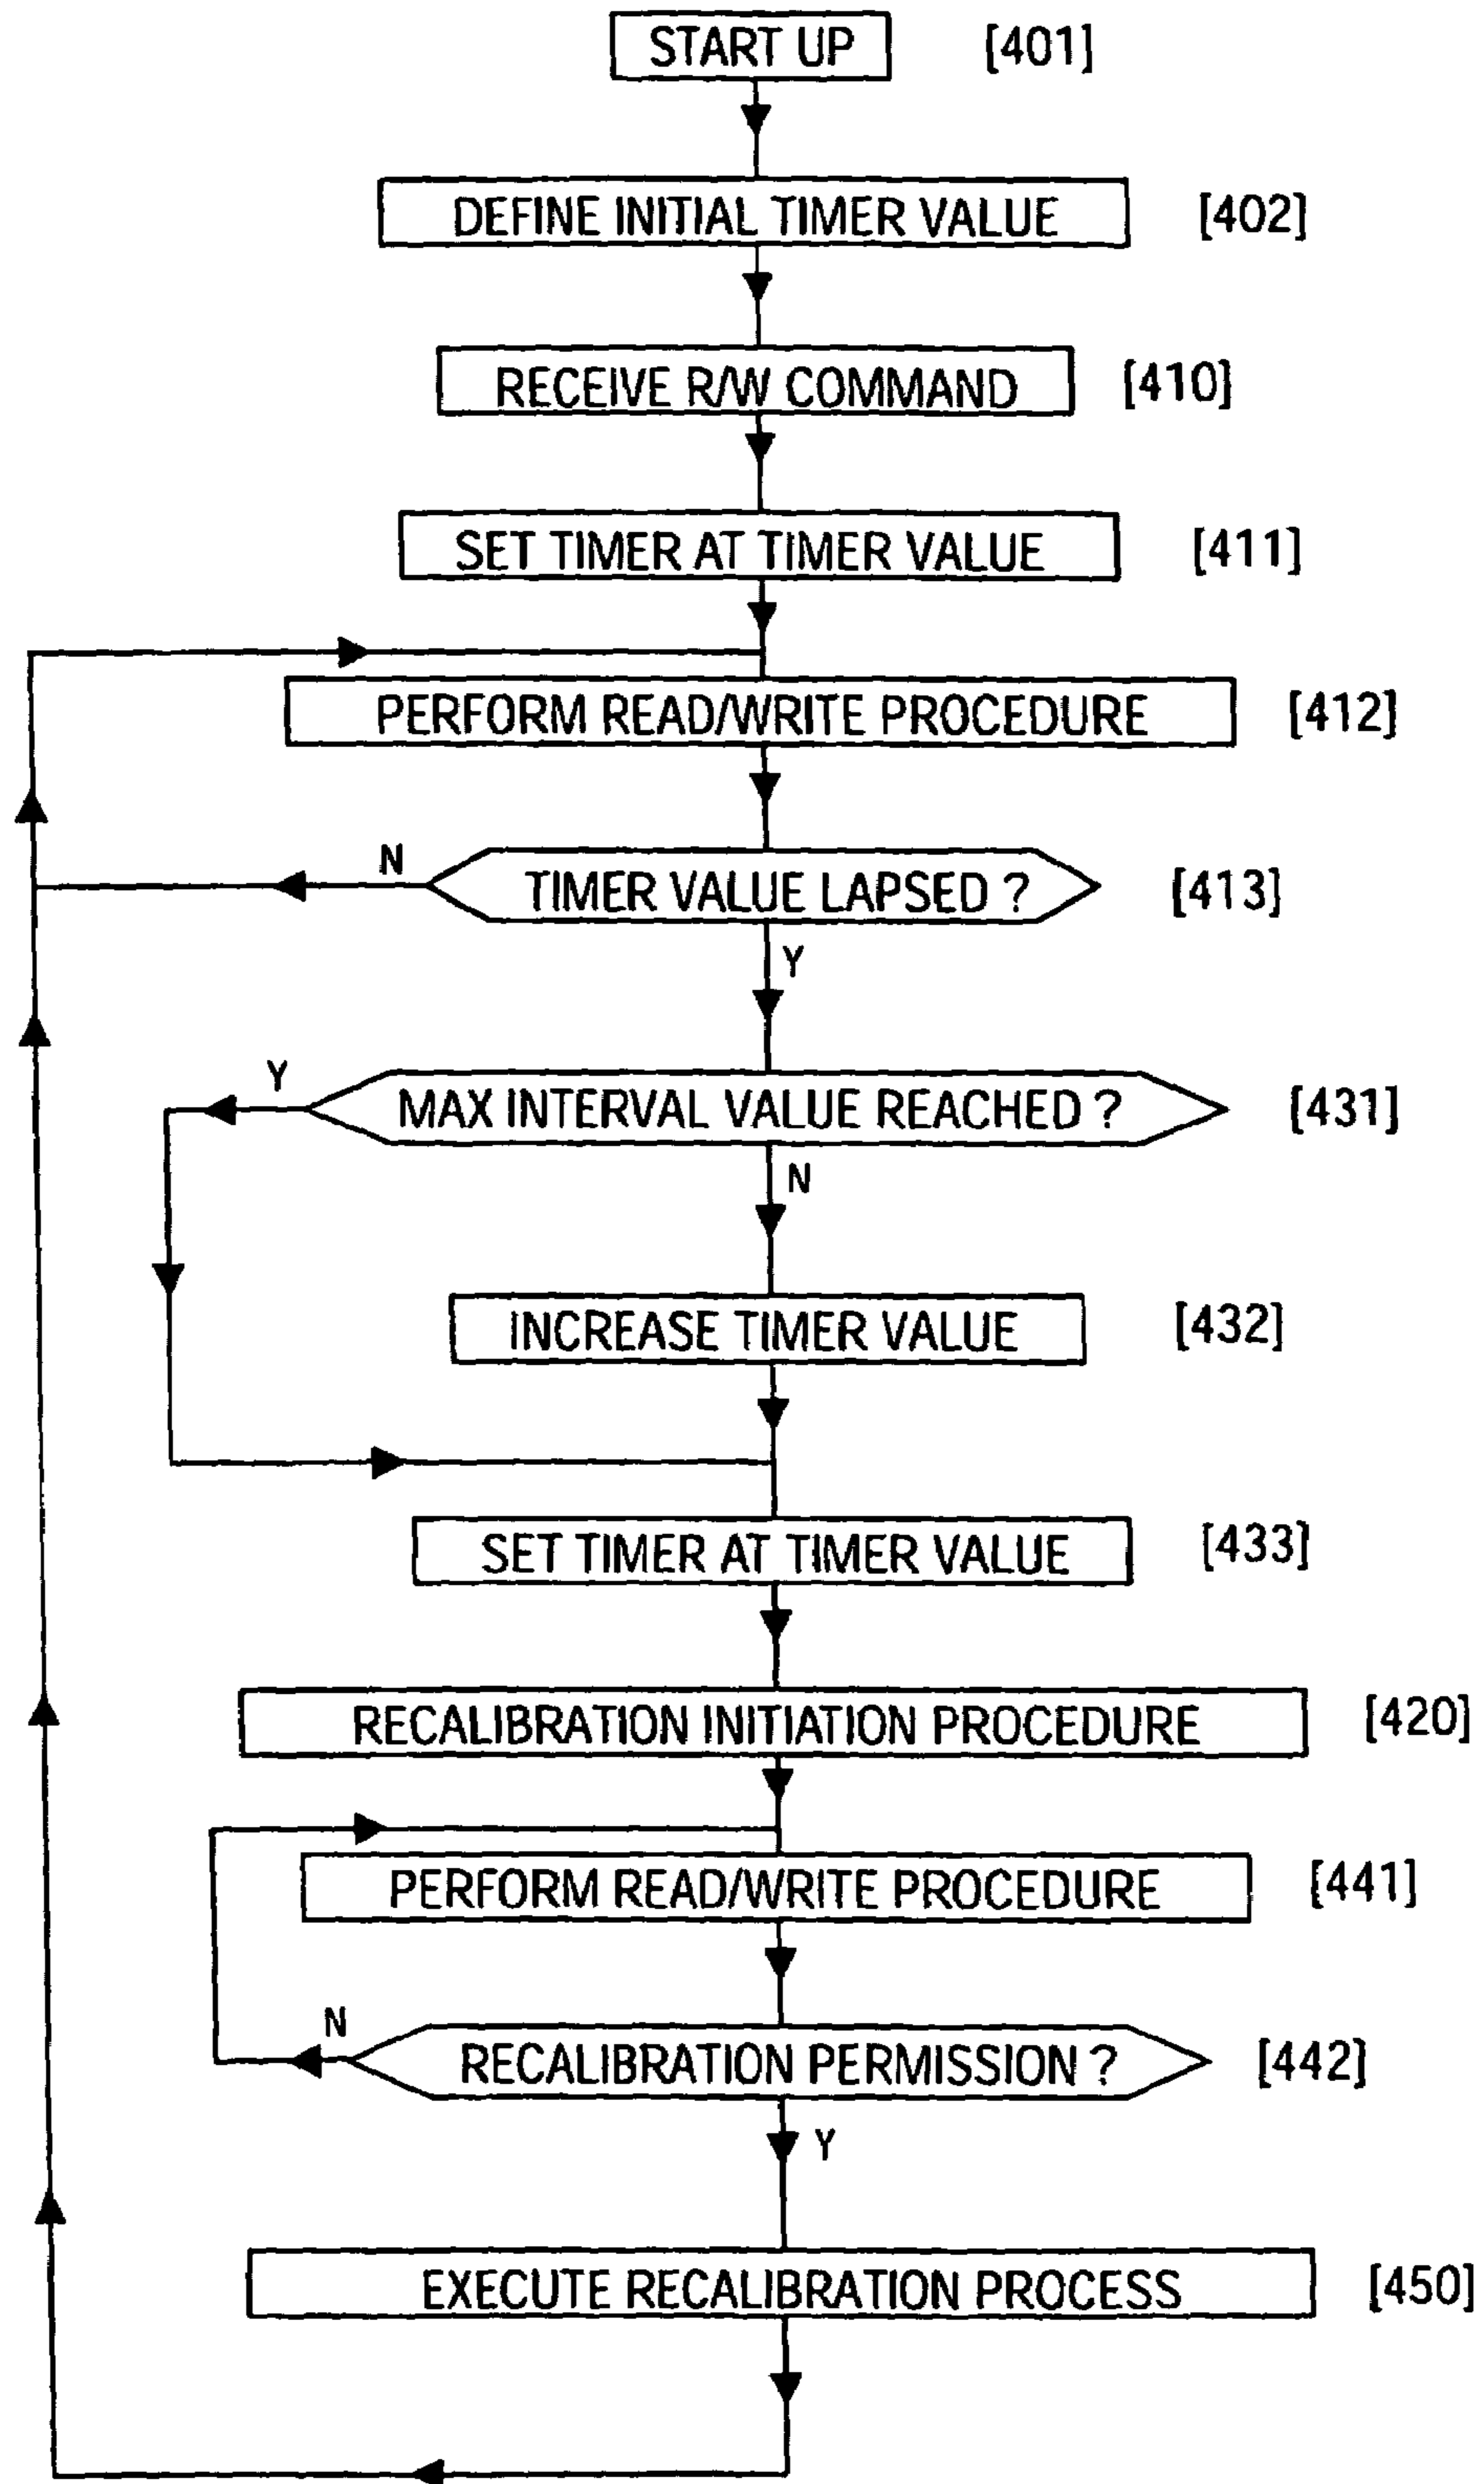 START UP [401]
DEFINE INITIAL TIMER VALUE [402]
RECEIVE R/W COMMAND [410]
SET TIMER AT TIMER VALUE [411]
PERFORM READ/WRITE PROCEDURE [412]
N TIMER VALUE LAPSED ? [413]
Y
Y MAX INTERVAL VALUE REACHED ? [431]
N
INCREASE TIMER VALUE [432]
SET TIMER AT TIMER VALUE [433]
RECALIBRATION INITIATION PROCEDURE [420]
PERFORM READ/WRITE PROCEDURE [441]
N RECALIBRATION PERMISSION ? [442]
Y
EXECUTE RECALIBRATION PROCESS [450]